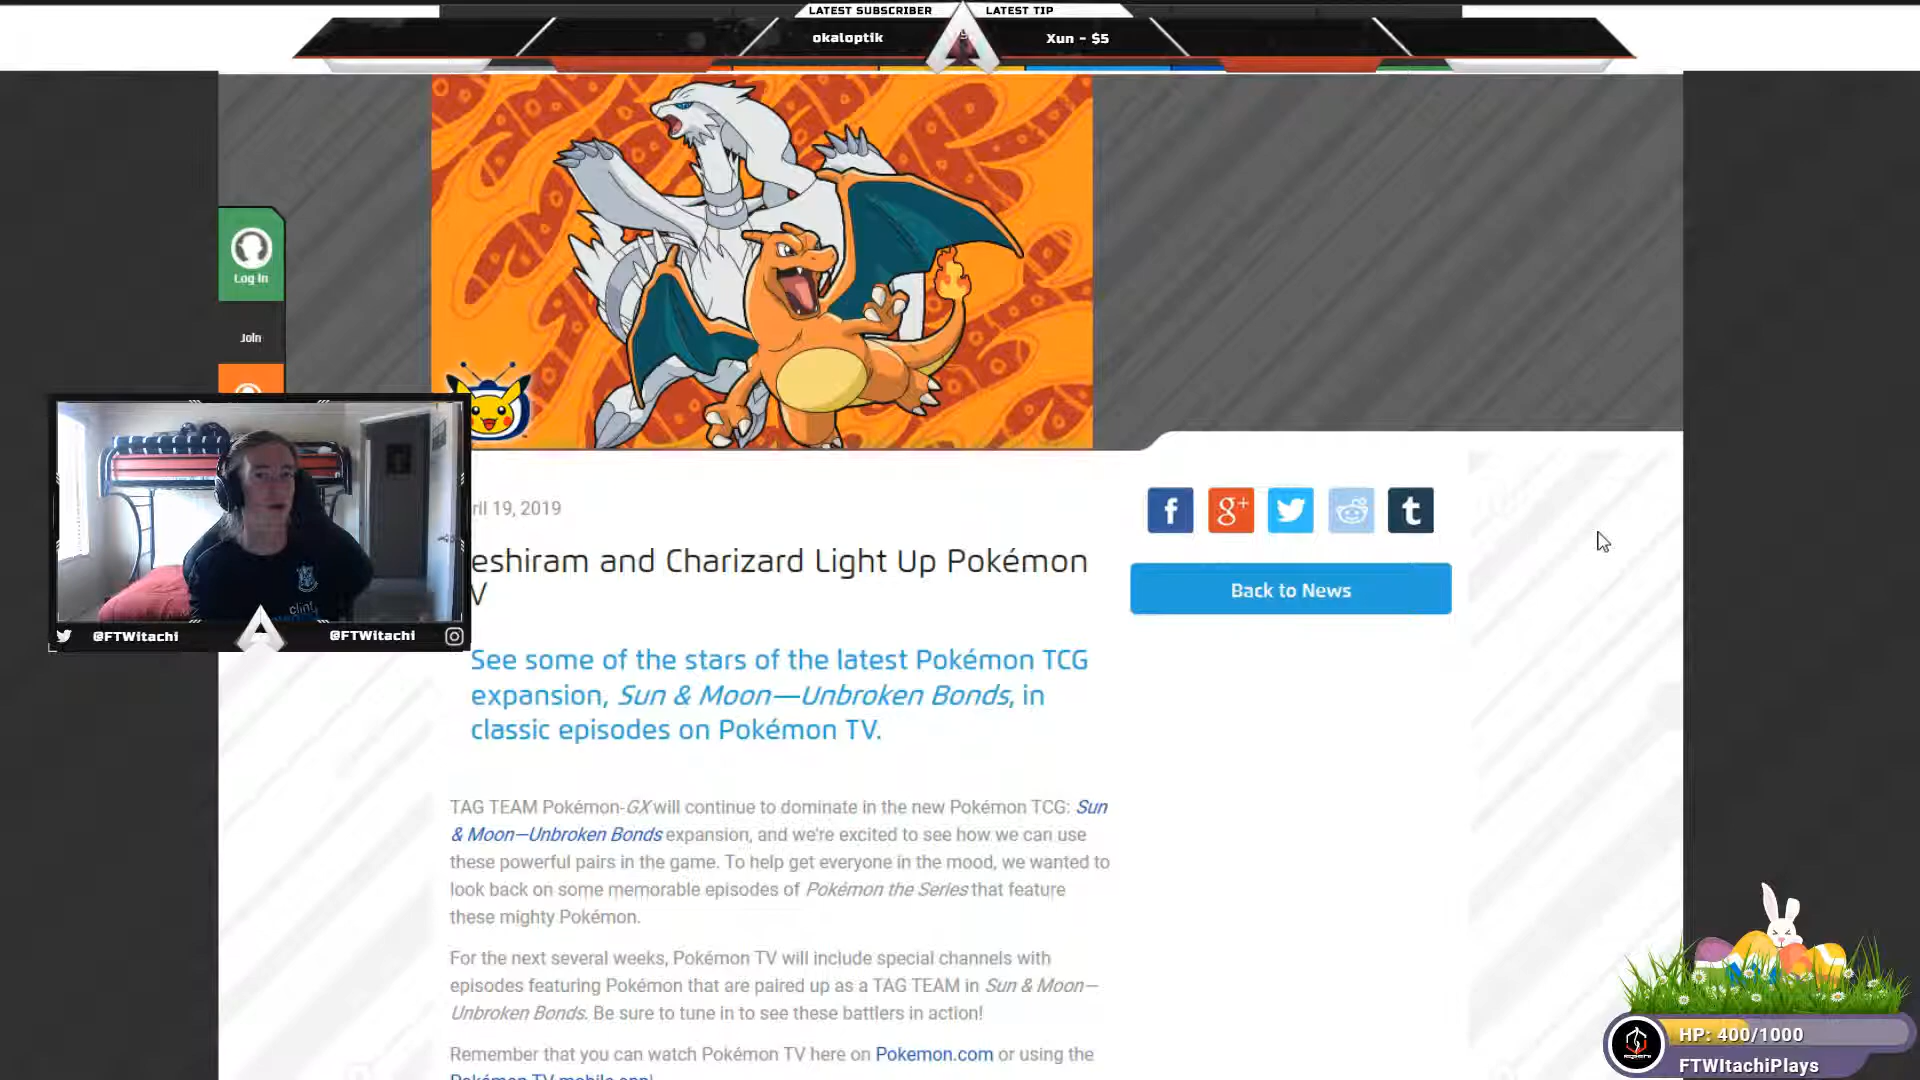 LATEST SUBSCRIBER
LATEST TIP
okaloptik
Xun - $5
Log In
Join
@FTWitachi
@FTWitachi
clint
ril 19, 2019
eshiram and Charizard Light Up Pokémon
V
See some of the stars of the latest Pokémon TCG
expansion, Sun & Moon—Unbroken Bonds, in
classic episodes on Pokémon TV.
f
g+
t
Back to News
TAG TEAM Pokémon-GX will continue to dominate in the new Pokémon TCG: Sun
& Moon—Unbroken Bonds expansion, and we're excited to see how we can use
these powerful pairs in the game. To help get everyone in the mood, we wanted to
look back on some memorable episodes of Pokémon the Series that feature
these mighty Pokémon.
For the next several weeks, Pokémon TV will include special channels with
episodes featuring Pokémon that are paired up as a TAG TEAM in Sun & Moon—
Unbroken Bonds. Be sure to tune in to see these battlers in action!
Remember that you can watch Pokémon TV here on Pokemon.com or using the
Pokémon TV mobile app!
HP: 400/1000
FTWItachiPlays